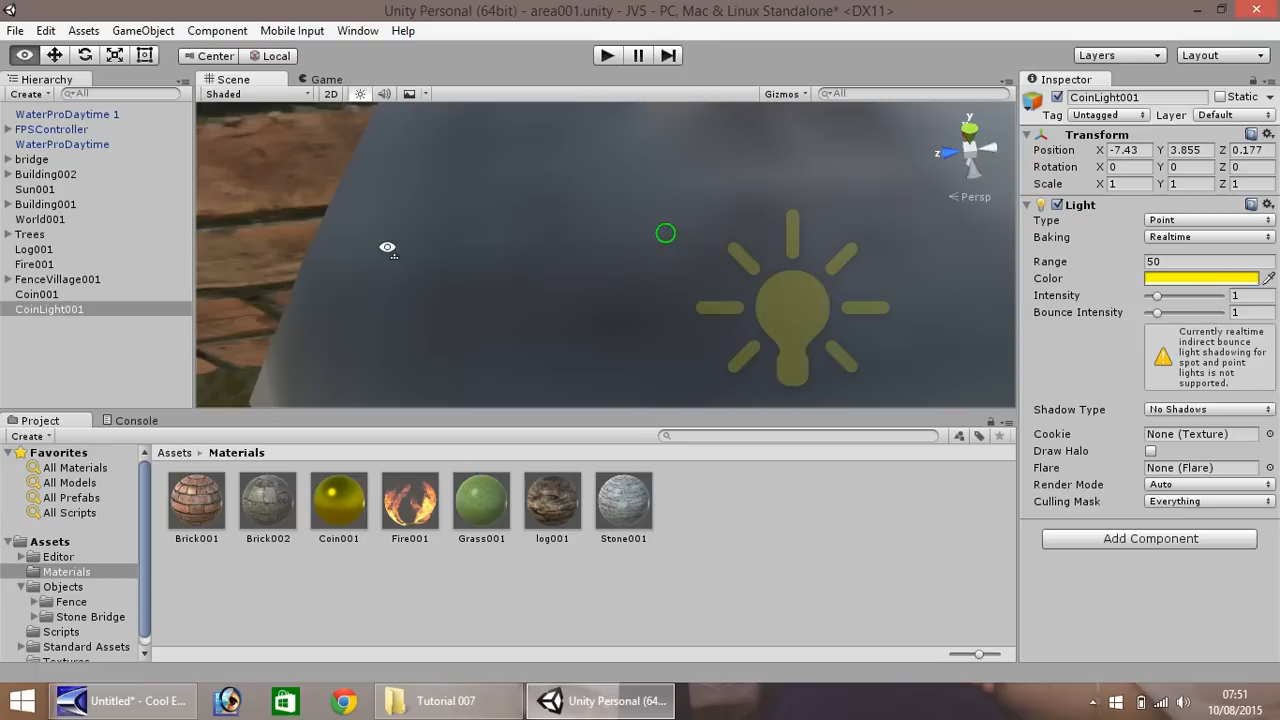 Unity Personal (64bit) - area001.unity - JV5 - PC, Mac & Linux Standalone* <DX11>
File Edit Assets GameObject Component Mobile Input Window Help
Center Local Layers Layout
Hierarchy
Create All
WaterProDaytime 1
FPSController
WaterProDaytime
bridge
Building002
Sun001
Building001
World001
Trees
Log001
Fire001
FenceVillage001
Coin001
CoinLight001
Scene Game
Shaded 2D Gizmos All
y
z
Persp
Inspector
CoinLight001 Static
Tag Untagged Layer Default
Transform
Position X -7.43 Y 3.855 Z 0.177
Rotation X 0 Y 0 Z 0
Scale X 1 Y 1 Z 1
Light
Type Point
Baking Realtime
Range 50
Color
Intensity 1
Bounce Intensity 1
Currently realtime
indirect bounce
light shadowing for
spot and point
lights is not
supported.
Shadow Type No Shadows
Cookie None (Texture)
Draw Halo
Flare None (Flare)
Render Mode Auto
Culling Mask Everything
Add Component
Project Console
Create
Favorites
All Materials
All Models
All Prefabs
All Scripts
Assets
Editor
Materials
Objects
Fence
Stone Bridge
Scripts
Standard Assets
Textures
Assets Materials
Brick001 Brick002 Coin001 Fire001 Grass001 log001 Stone001
Untitled* - Cool E... Tutorial 007 Unity Personal (64...
07:51
10/08/2015